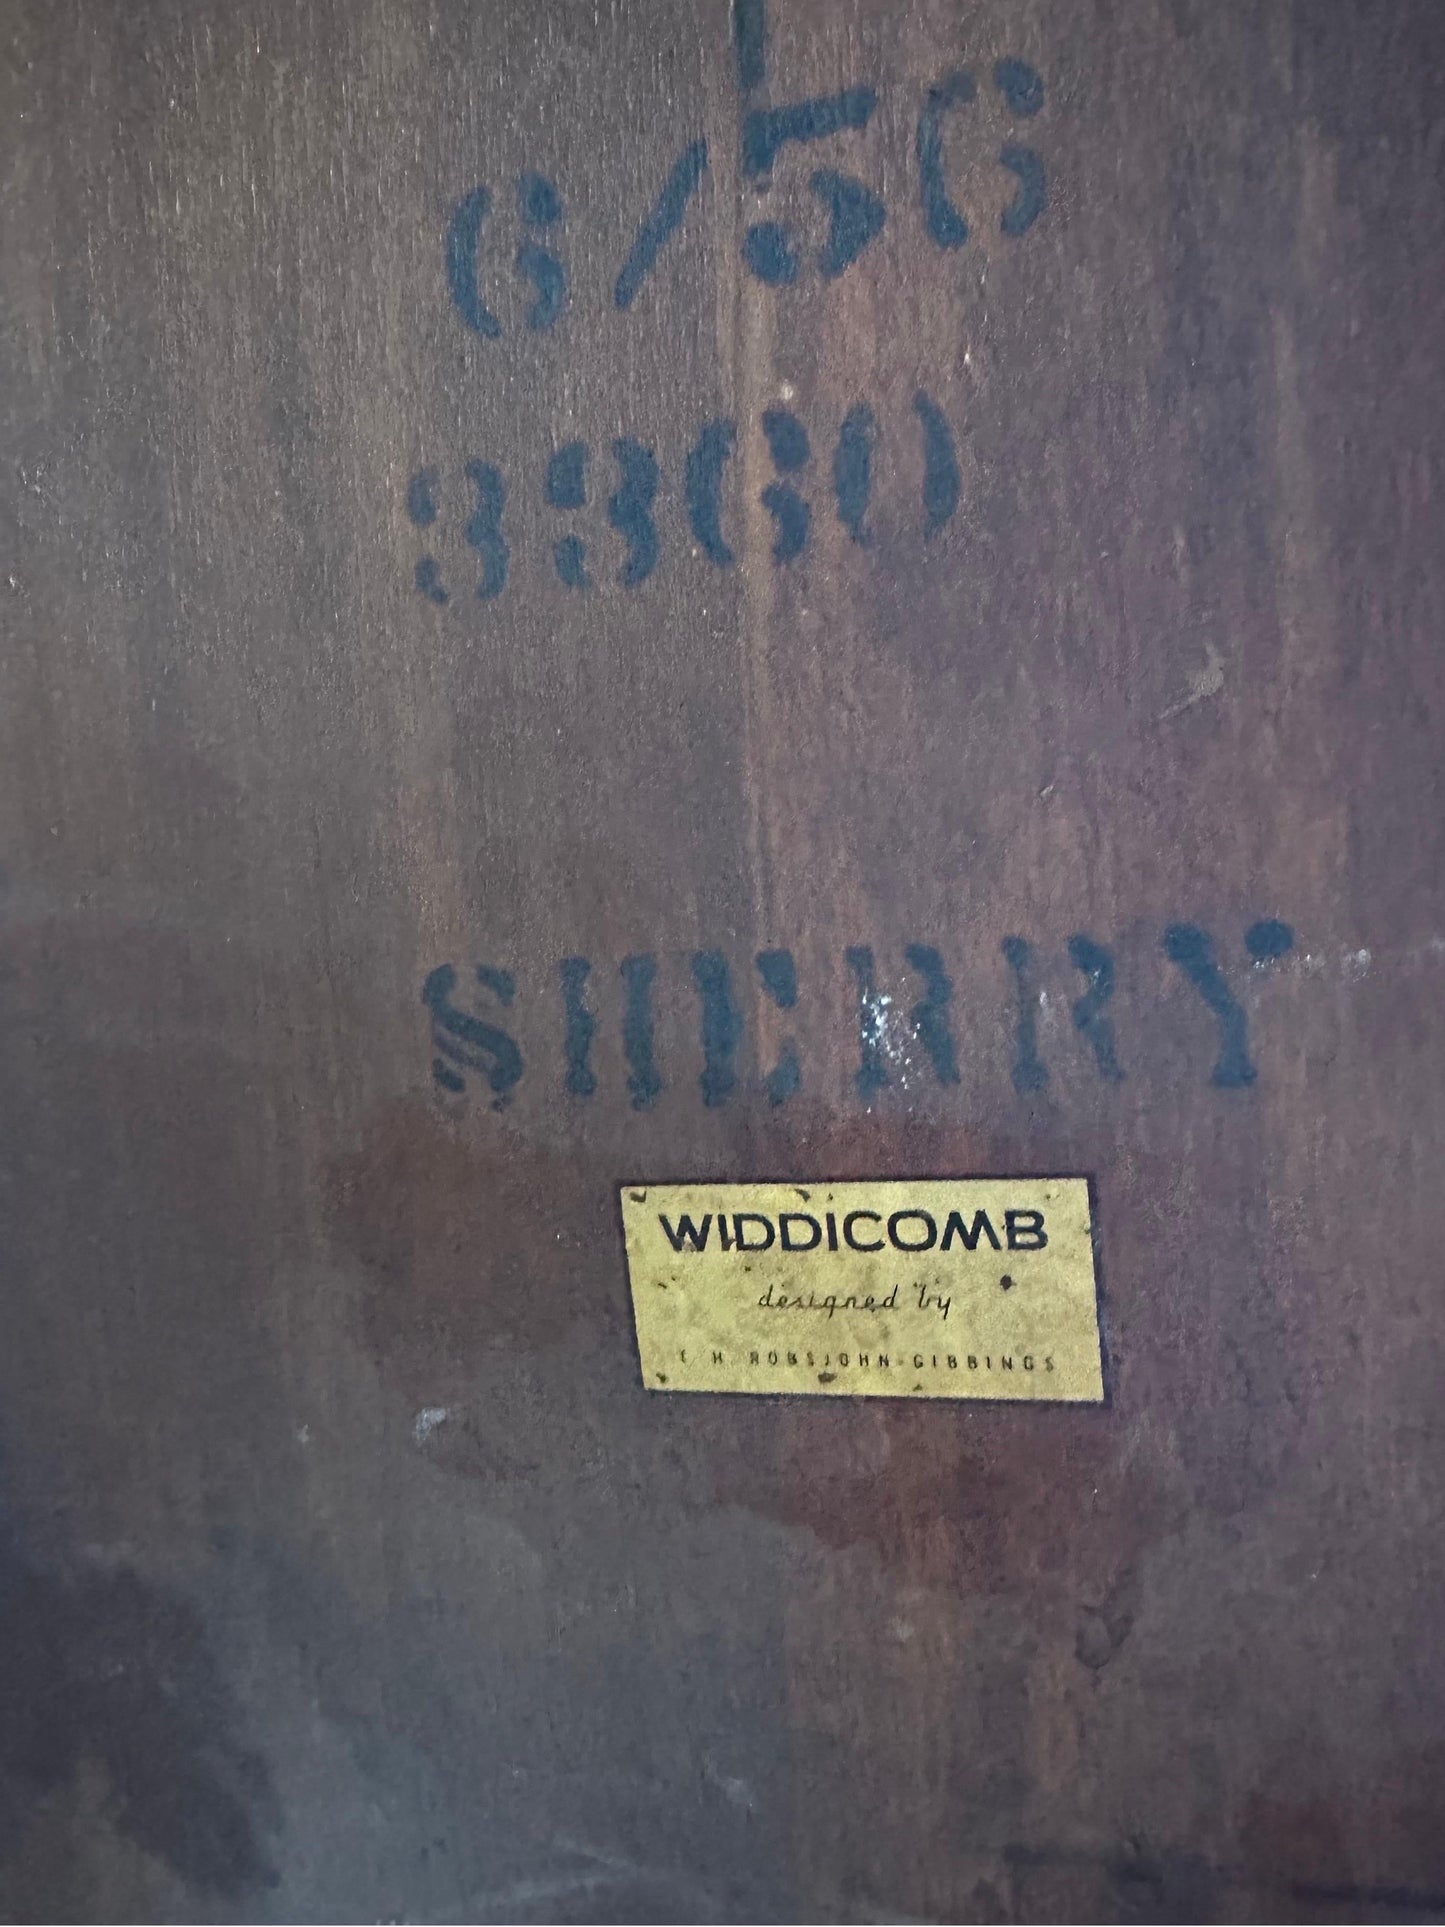 6/56
3360
SHERRY
WIDDICOMB
designed by
T H ROBSJOHN-GIBBINGS